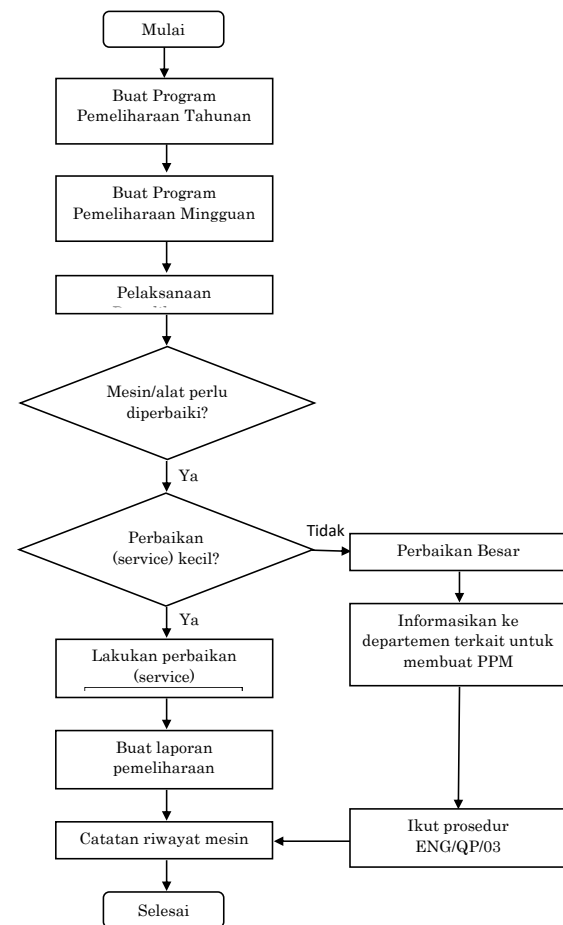 Mulai
Buat Program
Pemeliharaan Tahunan
Buat Program
Pemeliharaan Mingguan
Pelaksanaan
Mesin/alat perlu
diperbaiki?
Ya
Perbaikan
(service) kecil?
Tidak
Perbaikan Besar
Ya
Informasikan ke
departemen terkait untuk
membuat PPM
Lakukan perbaikan
(service)
Buat laporan
pemeliharaan
Ikut prosedur
ENG/QP/03
Catatan riwayat mesin
Selesai